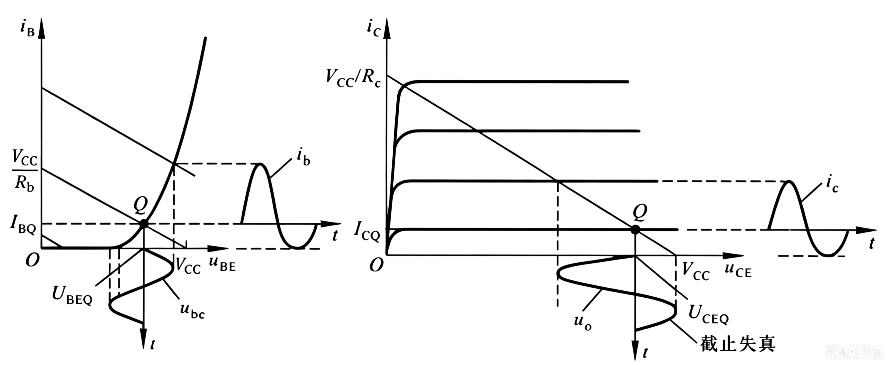 i_B
V_CC
R_b
I_BQ
O
Q
V_CC
u_BE
U_BEQ
u_bc
t
i_b
t
i_C
V_CC/R_c
I_CQ
O
Q
V_CC
u_CE
U_CEQ
u_o
截止失真
t
i_c
t